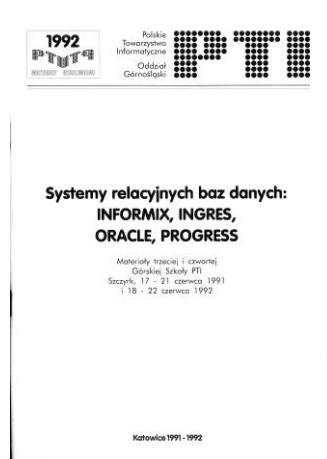 1992
Polskie
Towarzystwo
Informatyczne
Oddział
Górnośląski
PTI
Systemy relacyjnych baz danych:
INFORMIX, INGRES,
ORACLE, PROGRESS
Materiały trzeciej i czwartej
Górskiej Szkoły PTI
Szczyrk, 17 - 21 czerwca 1991
i 18 - 22 czerwca 1992
Katowice 1991 - 1992